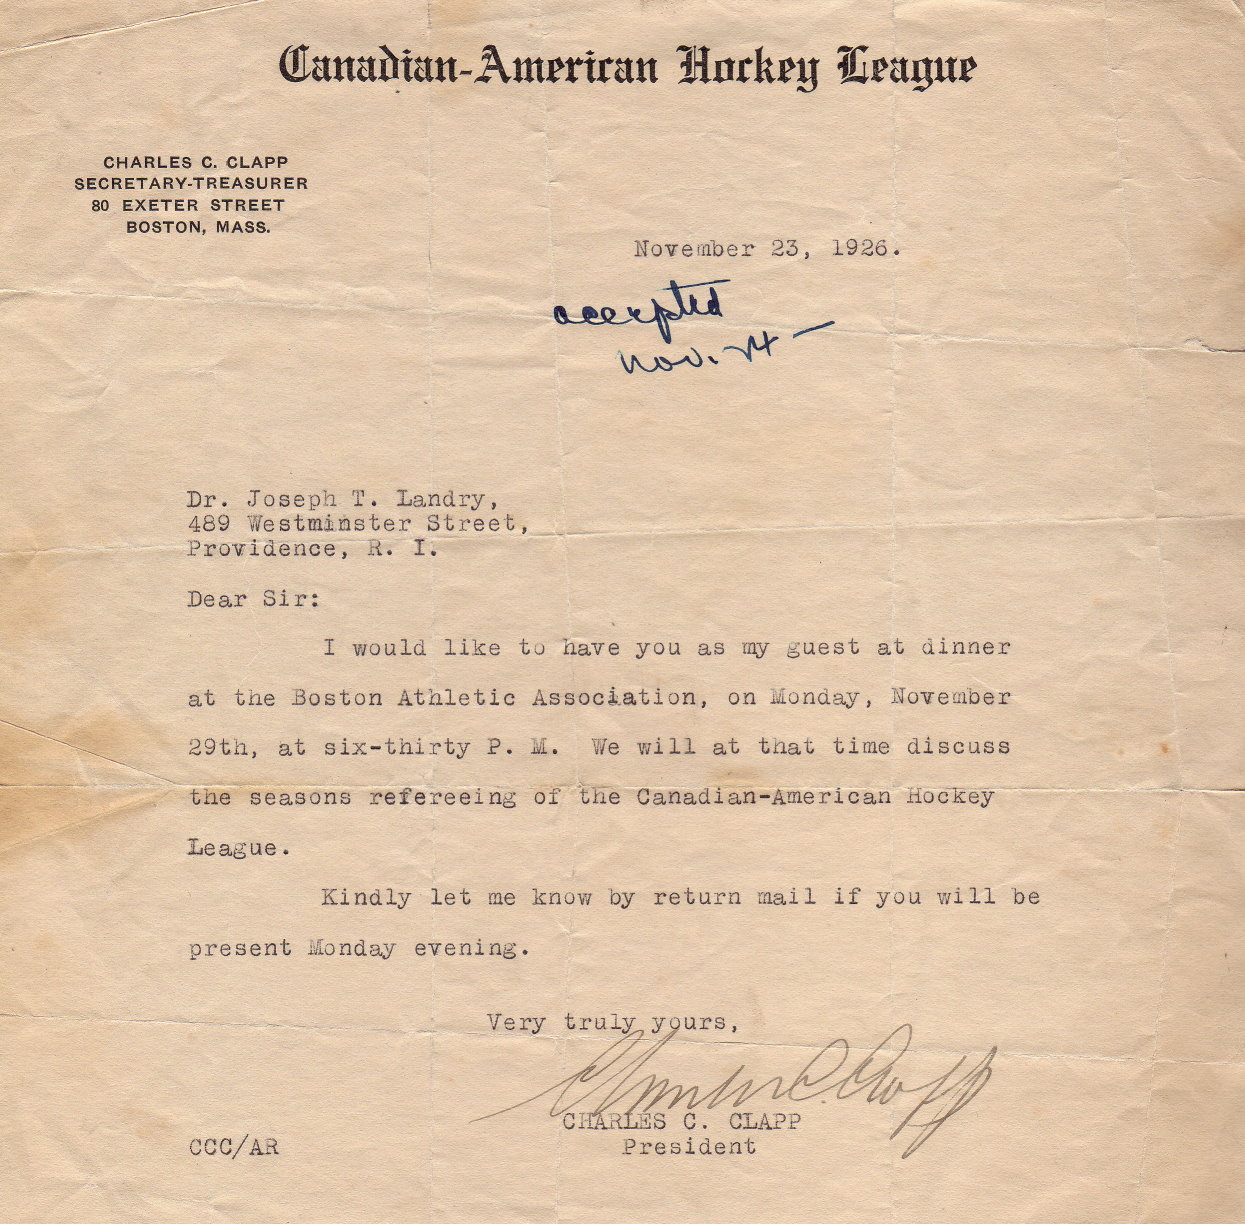 Canadian-American Hockey League
CHARLES C. CLAPP
SECRETARY-TREASURER
80 EXETER STREET
BOSTON, MASS.
November 23, 1926.
accepted
nov. 24 —
Dr. Joseph T. Landry,
489 Westminster Street,
Providence, R. I.
Dear Sir:
I would like to have you as my guest at dinner
at the Boston Athletic Association, on Monday, November
29th, at six-thirty P. M. We will at that time discuss
the seasons refereeing of the Canadian-American Hockey
League.
Kindly let me know by return mail if you will be
present Monday evening.
Very truly yours,
Charles C. Clapp
CHARLES C. CLAPP
President
CCC/AR